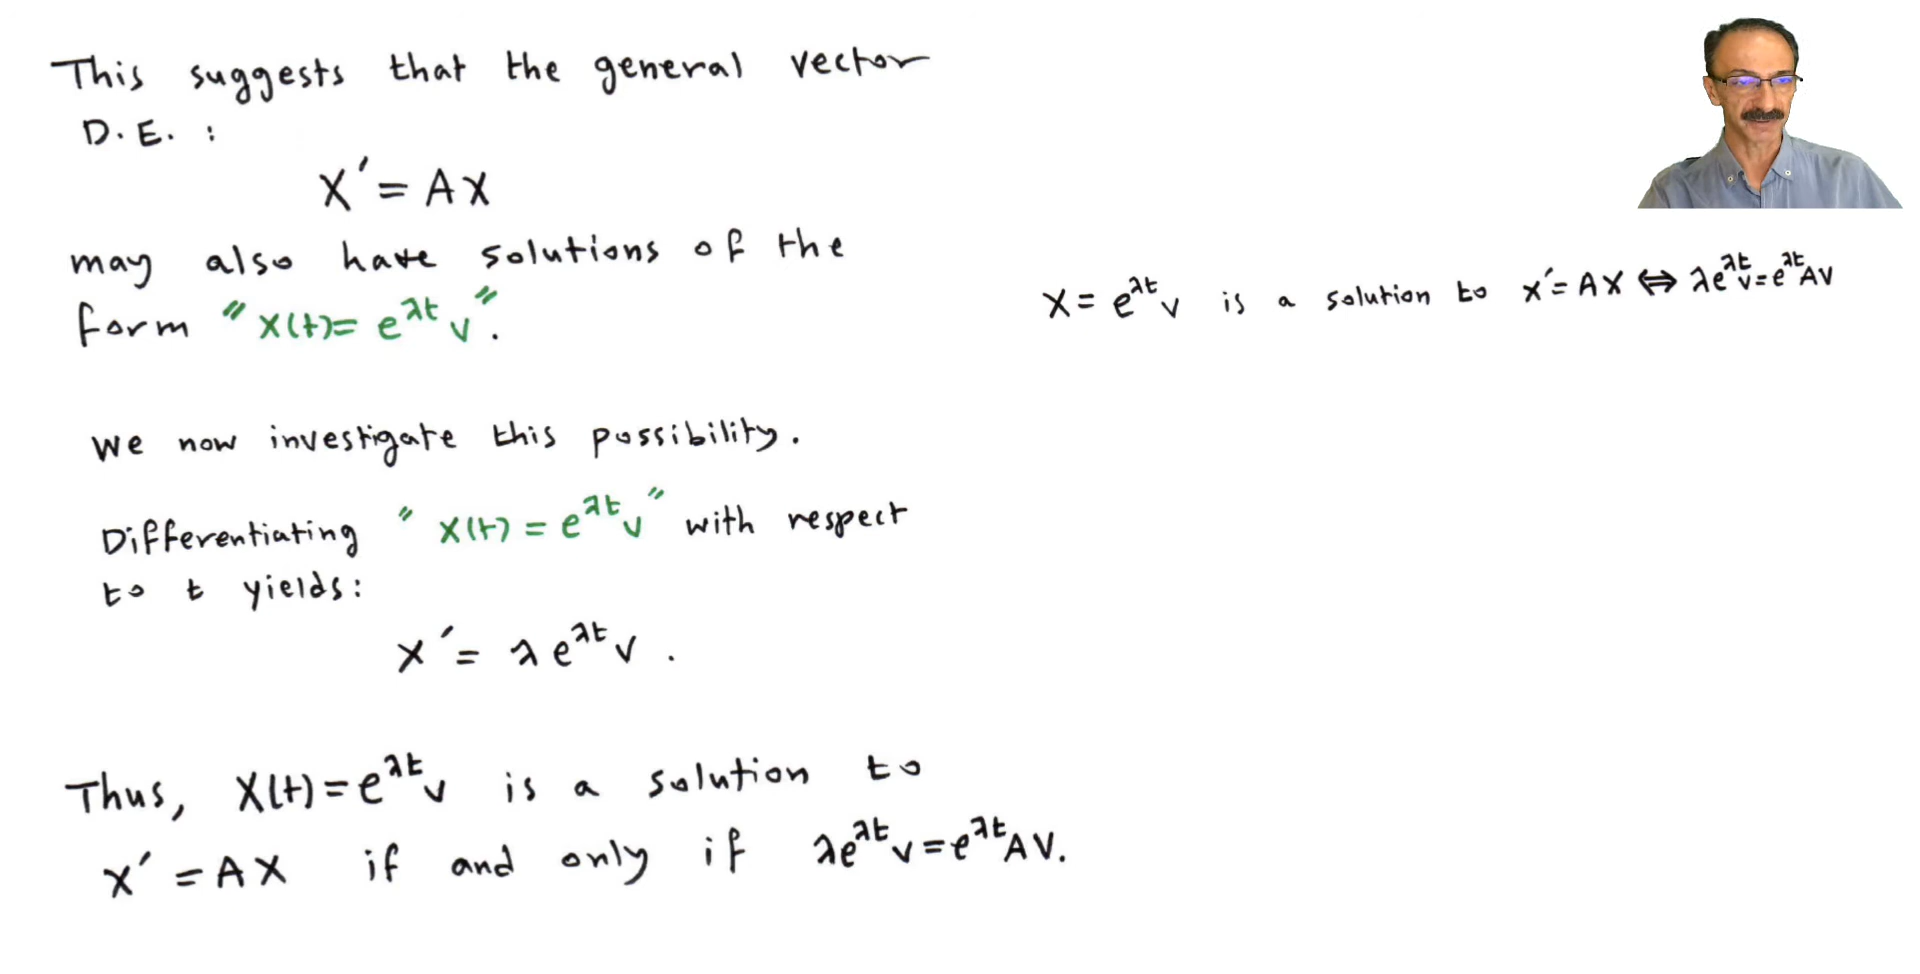 This suggests that the general vector
D.E. :
X′ = AX
may also have solutions of the
form " X(t)= e^{λt} v ".
X = e^{λt} v is a solution to X′= AX ⇔ λe^{λt}v = e^{λt}AV
We now investigate this possibility.
Differentiating " X(t) = e^{λt} v " with respect
to t yields:
X′ = λ e^{λt} v .
Thus, X(t) = e^{λt} v is a solution to
X′ = AX if and only if λe^{λt} v = e^{λt} AV.